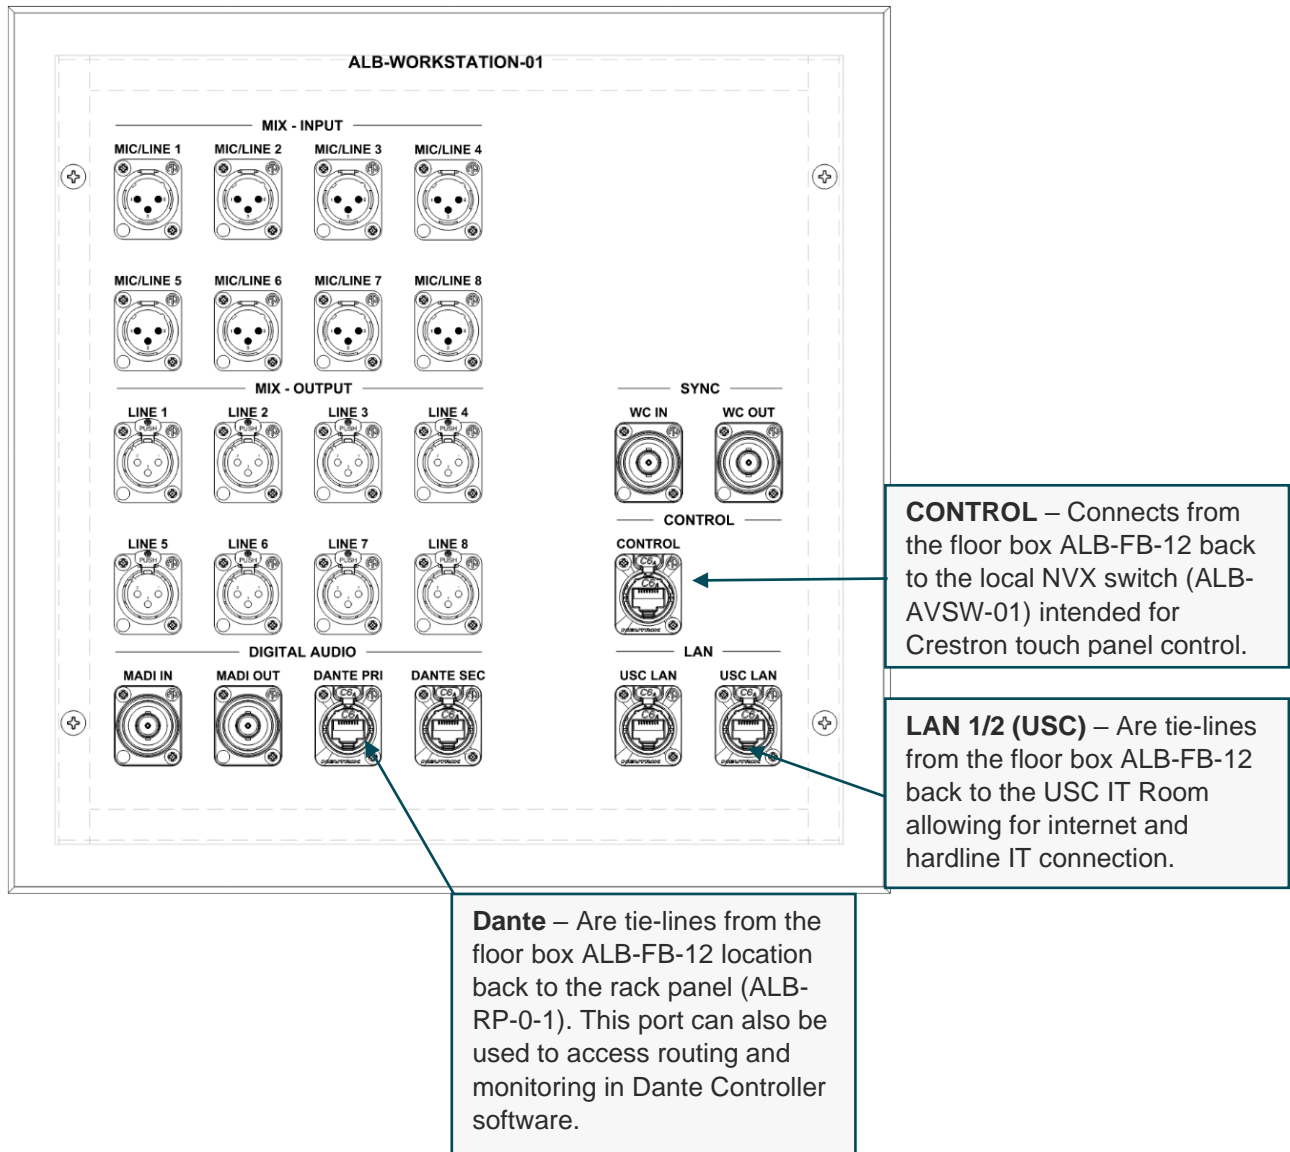 ALB-WORKSTATION-01
MIX - INPUT
MIC/LINE 1 MIC/LINE 2 MIC/LINE 3 MIC/LINE 4
MIC/LINE 5 MIC/LINE 6 MIC/LINE 7 MIC/LINE 8
MIX - OUTPUT
LINE 1 LINE 2 LINE 3 LINE 4
PUSH PUSH PUSH PUSH
LINE 5 LINE 6 LINE 7 LINE 8
PUSH PUSH PUSH PUSH
DIGITAL AUDIO
MADI IN MADI OUT DANTE PRI DANTE SEC
SYNC
WC IN WC OUT
CONTROL
CONTROL
LAN
USC LAN USC LAN
CONTROL – Connects from
the floor box ALB-FB-12 back
to the local NVX switch (ALB-
AVSW-01) intended for
Crestron touch panel control.
LAN 1/2 (USC) – Are tie-lines
from the floor box ALB-FB-12
back to the USC IT Room
allowing for internet and
hardline IT connection.
Dante – Are tie-lines from the
floor box ALB-FB-12 location
back to the rack panel (ALB-
RP-0-1). This port can also be
used to access routing and
monitoring in Dante Controller
software.